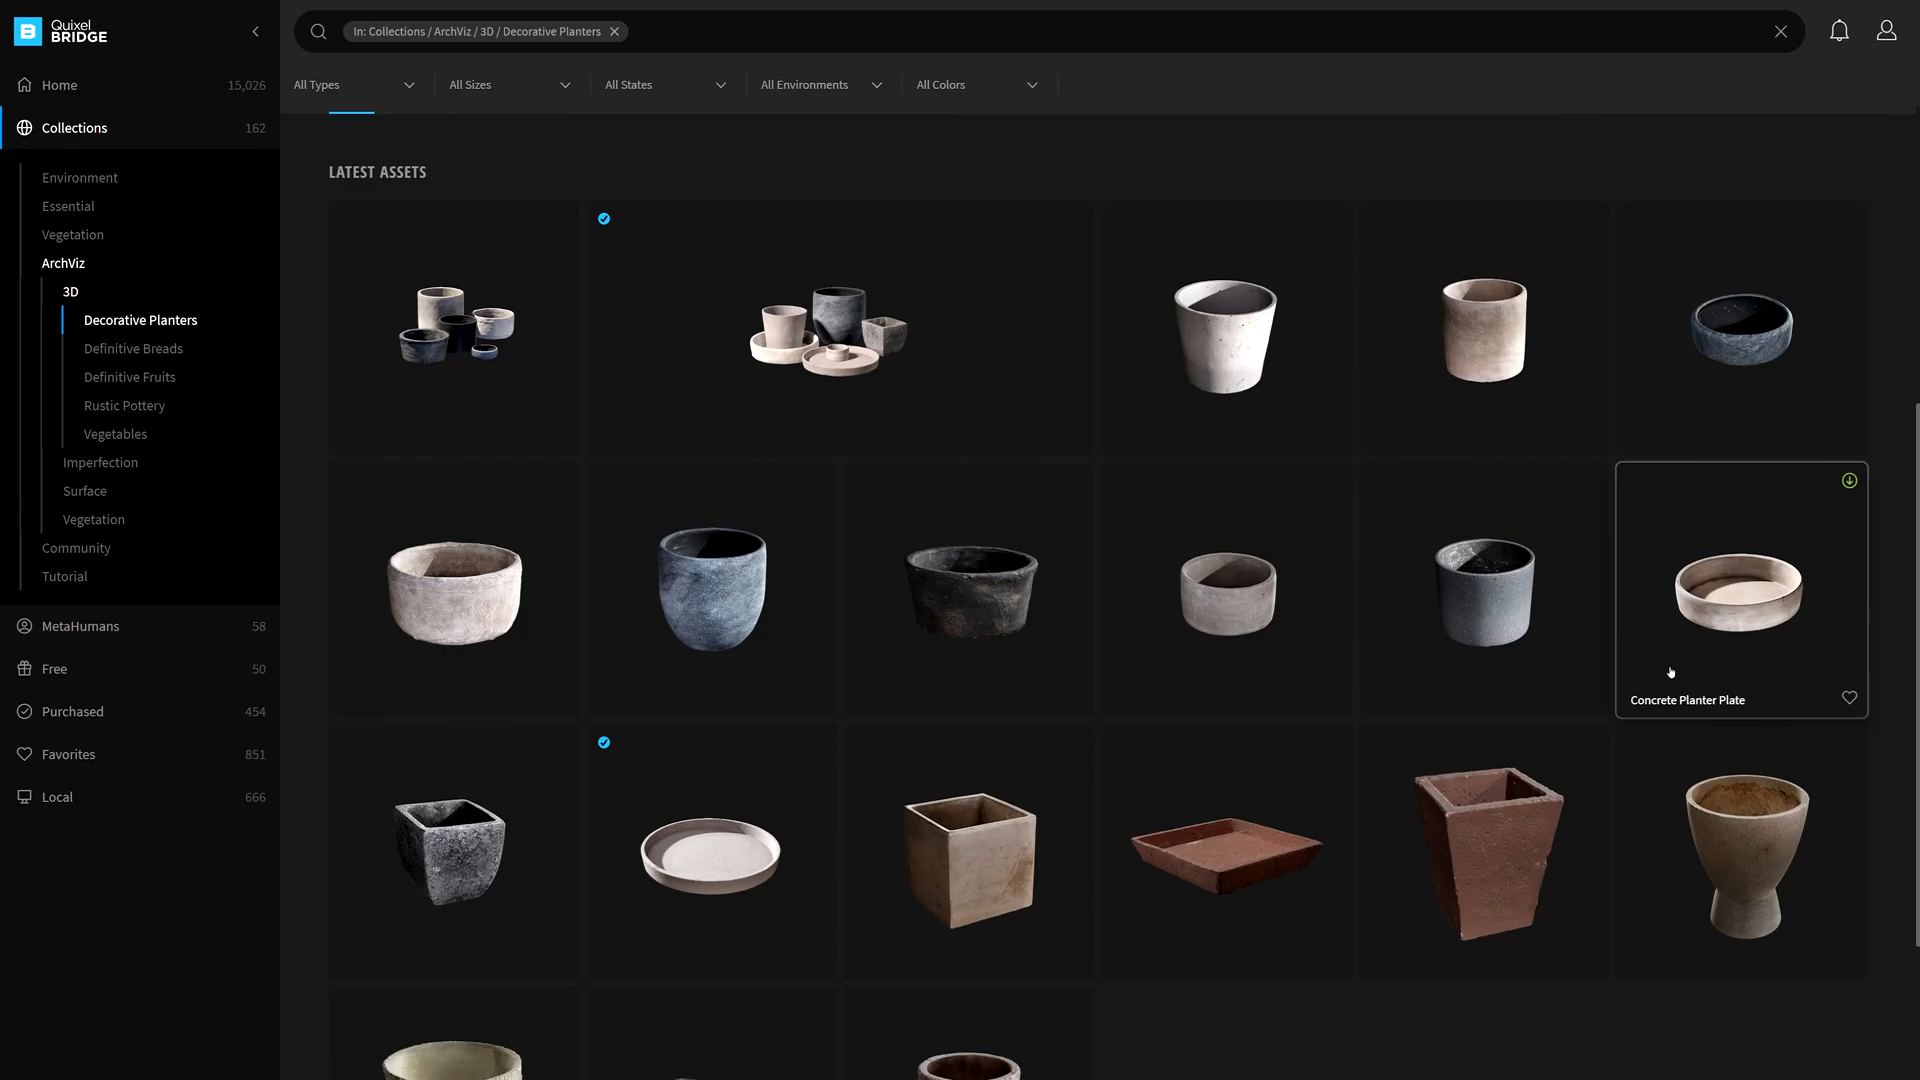 Quixel
BRIDGE
In: Collections / ArchViz / 3D / Decorative Planters
All Types
All Sizes
All States
All Environments
All Colors
Home 15,026
Collections 162
Environment
Essential
Vegetation
ArchViz
3D
Decorative Planters
Definitive Breads
Definitive Fruits
Rustic Pottery
Vegetables
Imperfection
Surface
Vegetation
Community
Tutorial
MetaHumans 58
Free 50
Purchased 454
Favorites 851
Local 666
LATEST ASSETS
Concrete Planter Plate